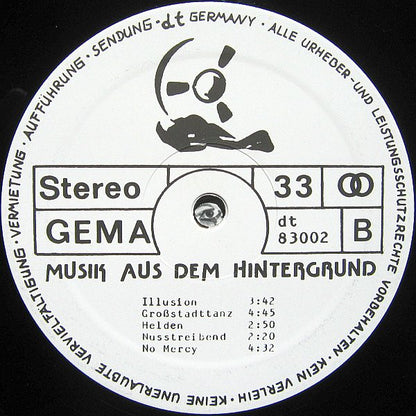 VERMIETUNG · AUFFÜHRUNG · SENDUNG · dt GERMANY · ALLE URHEBER-UND LEISTUNGSSCHUTZRECHTE VORBEHALTEN · KEIN VERLEIH · KEINE UNERLAUBTE VERVIELFÄLTIGUNG ·
Stereo 33
GEMA dt 83002 B
MUSIK AUS DEM HINTERGRUND
Illusion 3:42
Großstadttanz 4:45
Helden 2:50
Nusstreibend 2:20
No Mercy 4:32